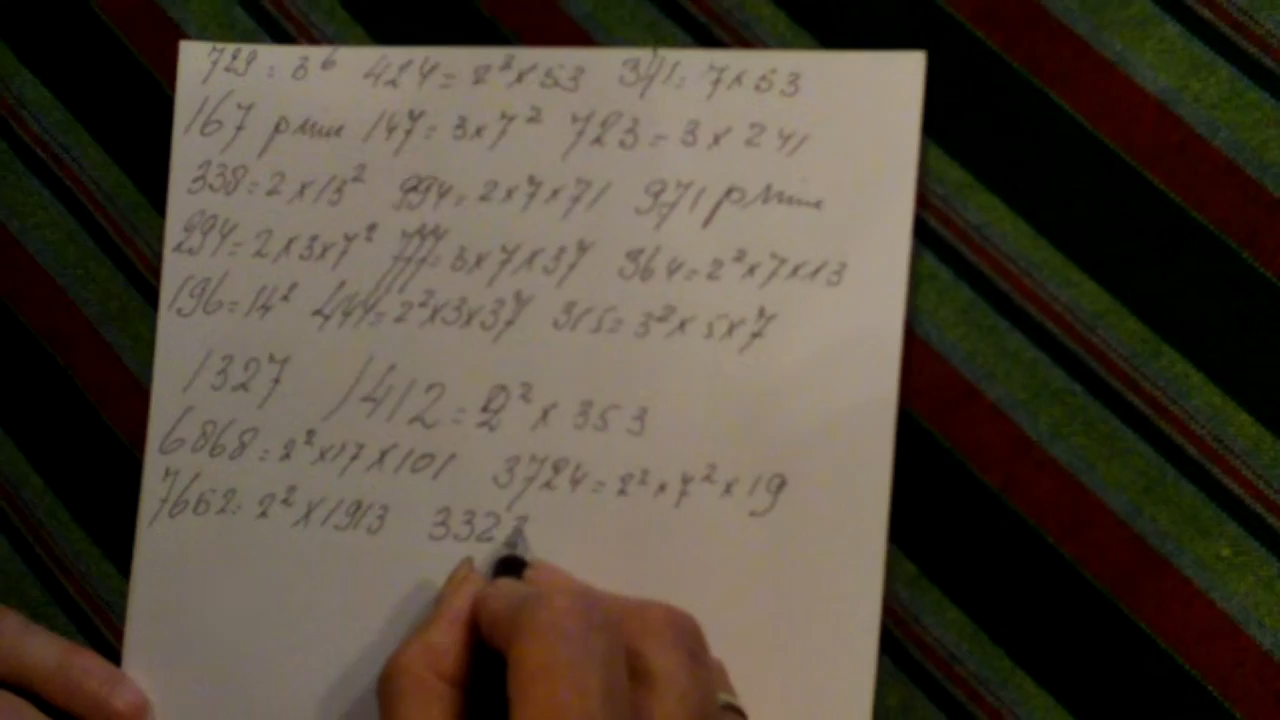 729 = 3⁶ 424 = 2³ × 53 371 = 7 × 53
167 prime 147 = 3 × 7² 723 = 3 × 241
338 = 2 × 13² 994 = 2 × 7 × 71 971 prime
294 = 2 × 3 × 7² 777 = 3 × 7 × 37 364 = 2² × 7 × 13
196 = 14² 444 = 2² × 3 × 37 315 = 3² × 5 × 7
1327 1412 = 2² × 353
6868 = 2² × 17 × 101 3724 = 2² × 7² × 19
7652 = 2² × 1913